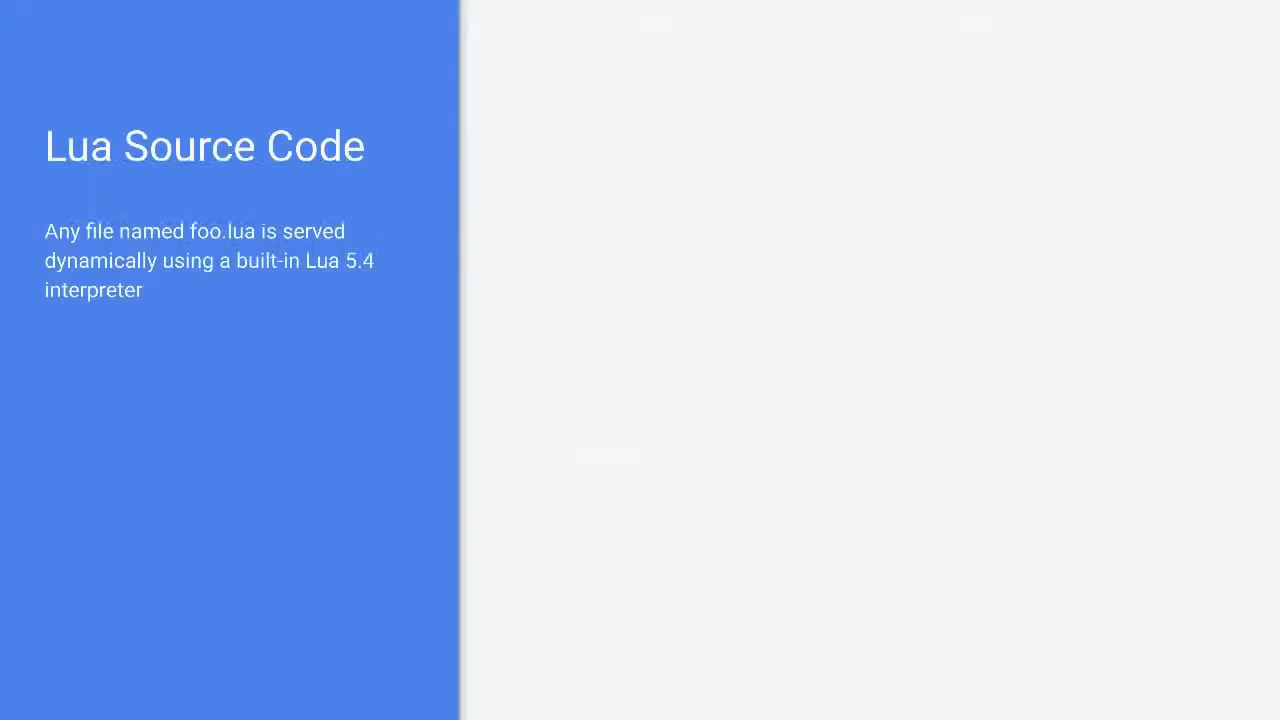 Lua Source Code
Any file named foo.lua is served
dynamically using a built-in Lua 5.4
interpreter